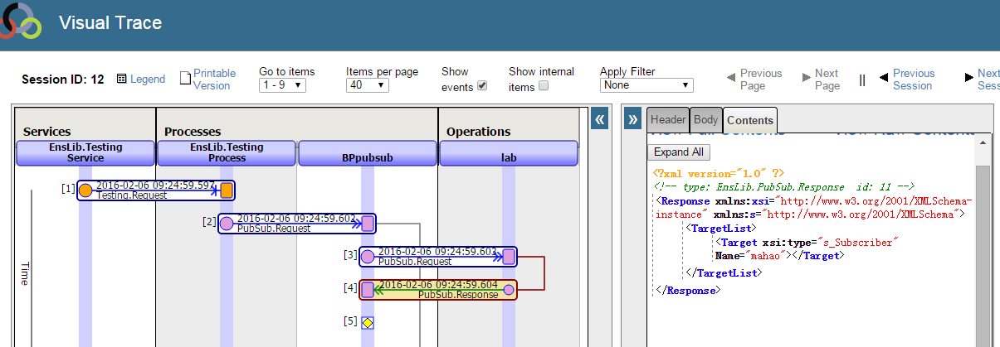 Visual Trace
Session ID: 12
Legend
Printable
Version
Go to items
1 - 9
Items per page
40
Show
events
Show internal
items
Apply Filter
None
Previous
Page
Next
Page
||
Previous
Session
Next
Sess
Services
Processes
Operations
«
EnsLib.Testing
Service
EnsLib.Testing
Process
BPpubsub
lab
[1]
2016-02-06 09:24:59.597
Testing.Request
[2]
2016-02-06 09:24:59.602
PubSub.Request
[3]
2016-02-06 09:24:59.603
PubSub.Request
[4]
2016-02-06 09:24:59.604
PubSub.Response
[5]
Time
»
Header
Body
Contents
Expand All
<?xml version="1.0" ?>
<!-- type: EnsLib.PubSub.Response  id: 11 -->
<Response xmlns:xsi="http://www.w3.org/2001/XMLSchema-
instance" xmlns:s="http://www.w3.org/2001/XMLSchema">
<TargetList>
<Target xsi:type="s_Subscriber"
Name="mahao"></Target>
</TargetList>
</Response>